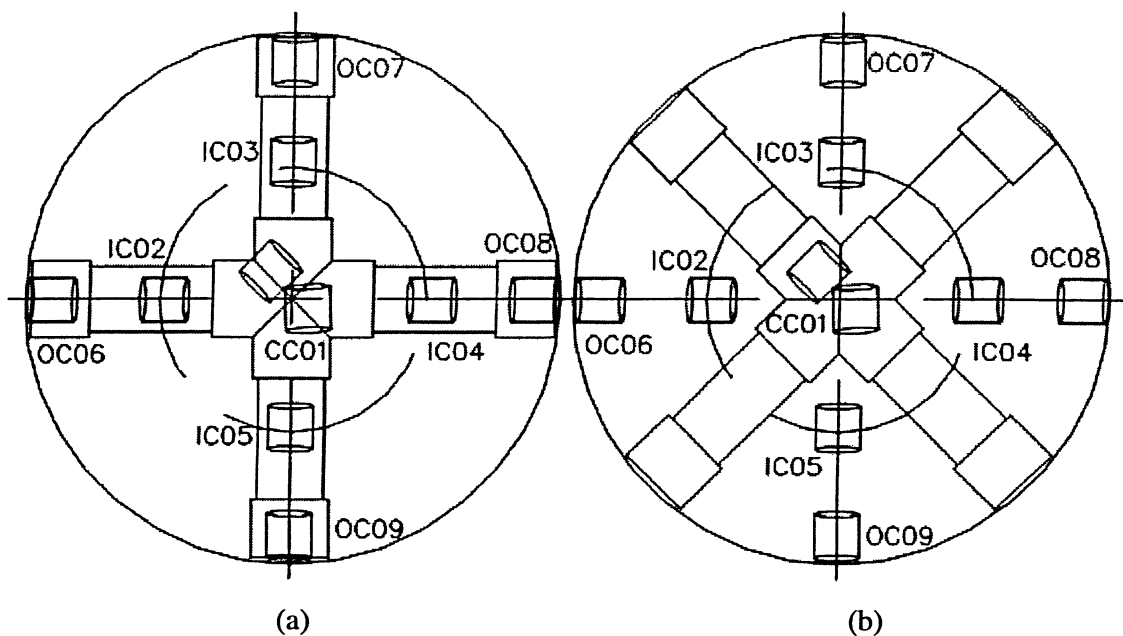 OC07
IC03
IC02
OC08
OC06
CC01
IC04
IC05
OC09
(a)
OC07
IC03
IC02
OC08
OC06
CC01
IC04
IC05
OC09
(b)